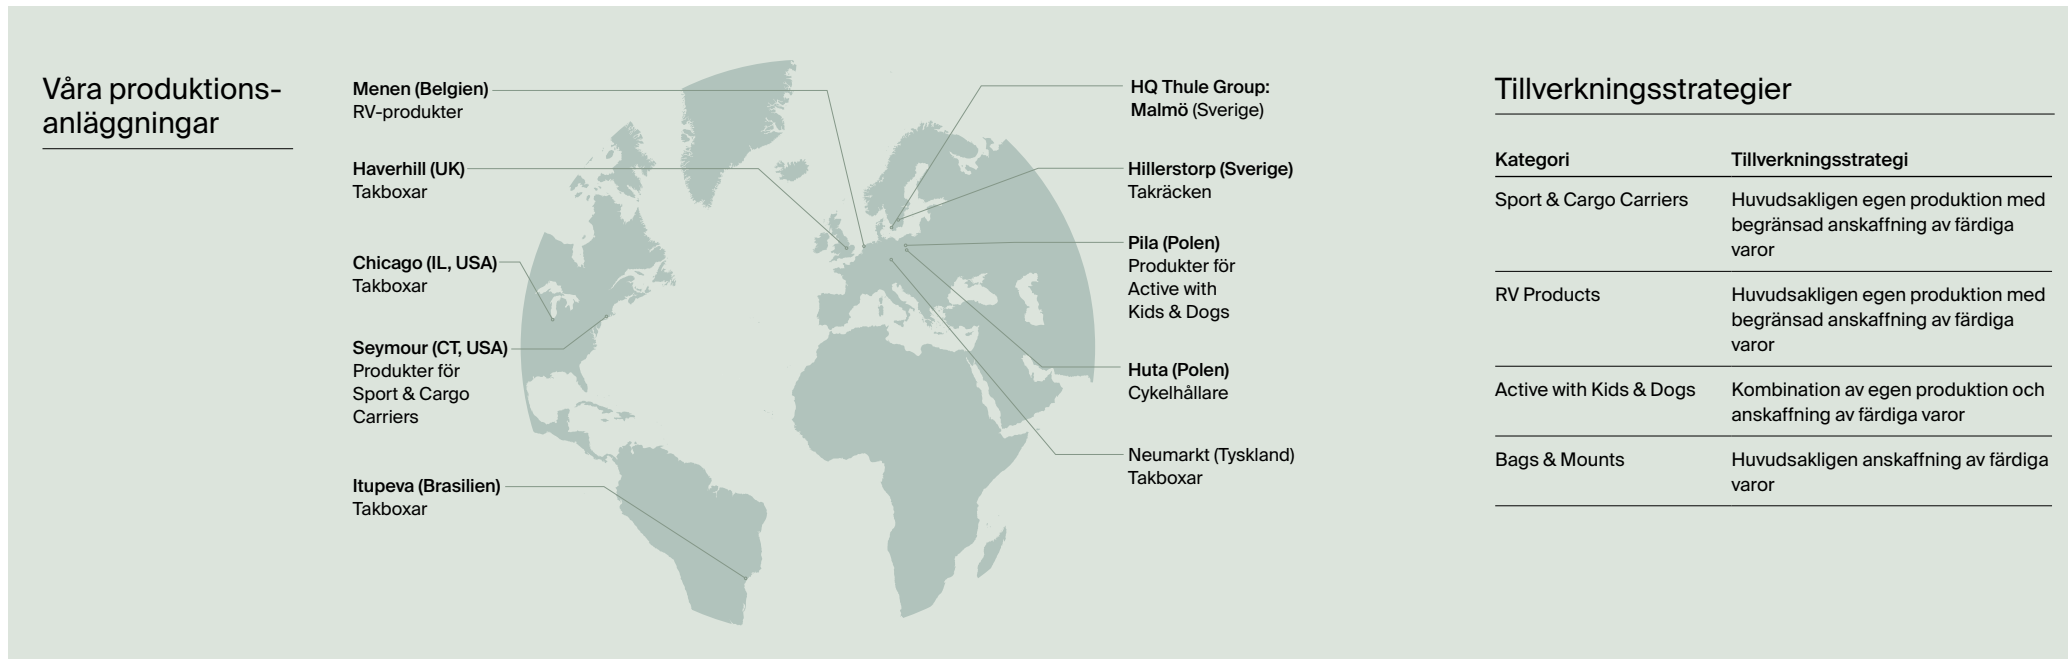 Våra produktions-
anläggningar
Menen (Belgien)
RV-produkter
Haverhill (UK)
Takboxar
Chicago (IL, USA)
Takboxar
Seymour (CT, USA)
Produkter för
Sport & Cargo
Carriers
Itupeva (Brasilien)
Takboxar
HQ Thule Group:
Malmö (Sverige)
Hillerstorp (Sverige)
Takräcken
Pila (Polen)
Produkter för
Active with
Kids & Dogs
Huta (Polen)
Cykelhållare
Neumarkt (Tyskland)
Takboxar
Tillverkningsstrategier
Kategori Tillverkningsstrategi
Sport & Cargo Carriers Huvudsakligen egen produktion med
begränsad anskaffning av färdiga
varor
RV Products Huvudsakligen egen produktion med
begränsad anskaffning av färdiga
varor
Active with Kids & Dogs Kombination av egen produktion och
anskaffning av färdiga varor
Bags & Mounts Huvudsakligen anskaffning av färdiga
varor